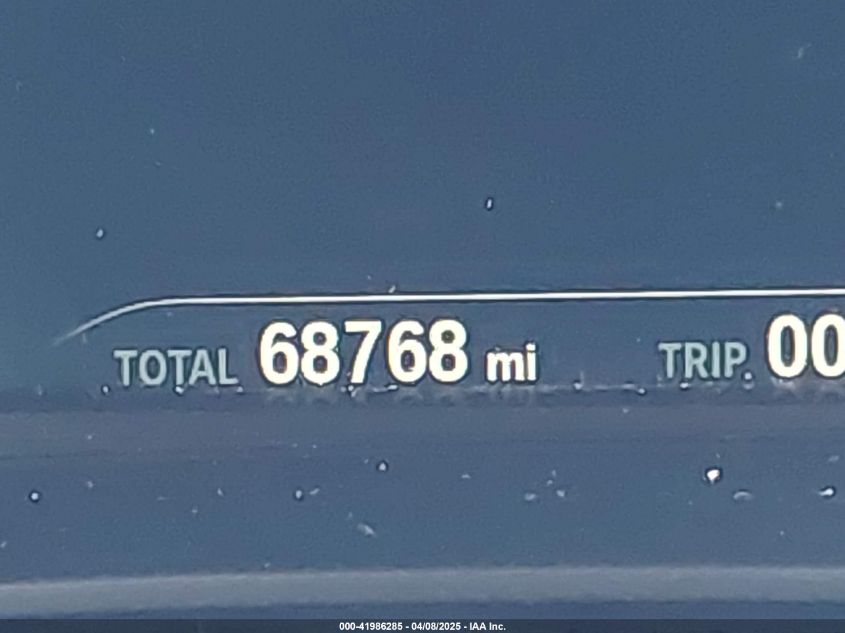 TOTAL 68768 mi TRIP 00
000-41986285 - 04/08/2025 - IAA Inc.